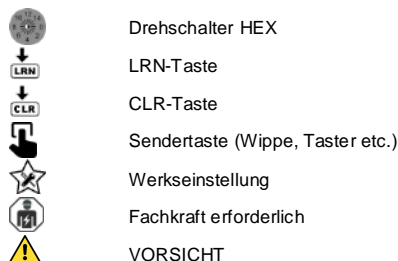 Drehschalter HEX
LRN LRN-Taste
CLR CLR-Taste
Sendertaste (Wippe, Taster etc.)
Werkseinstellung
Fachkraft erforderlich
VORSICHT